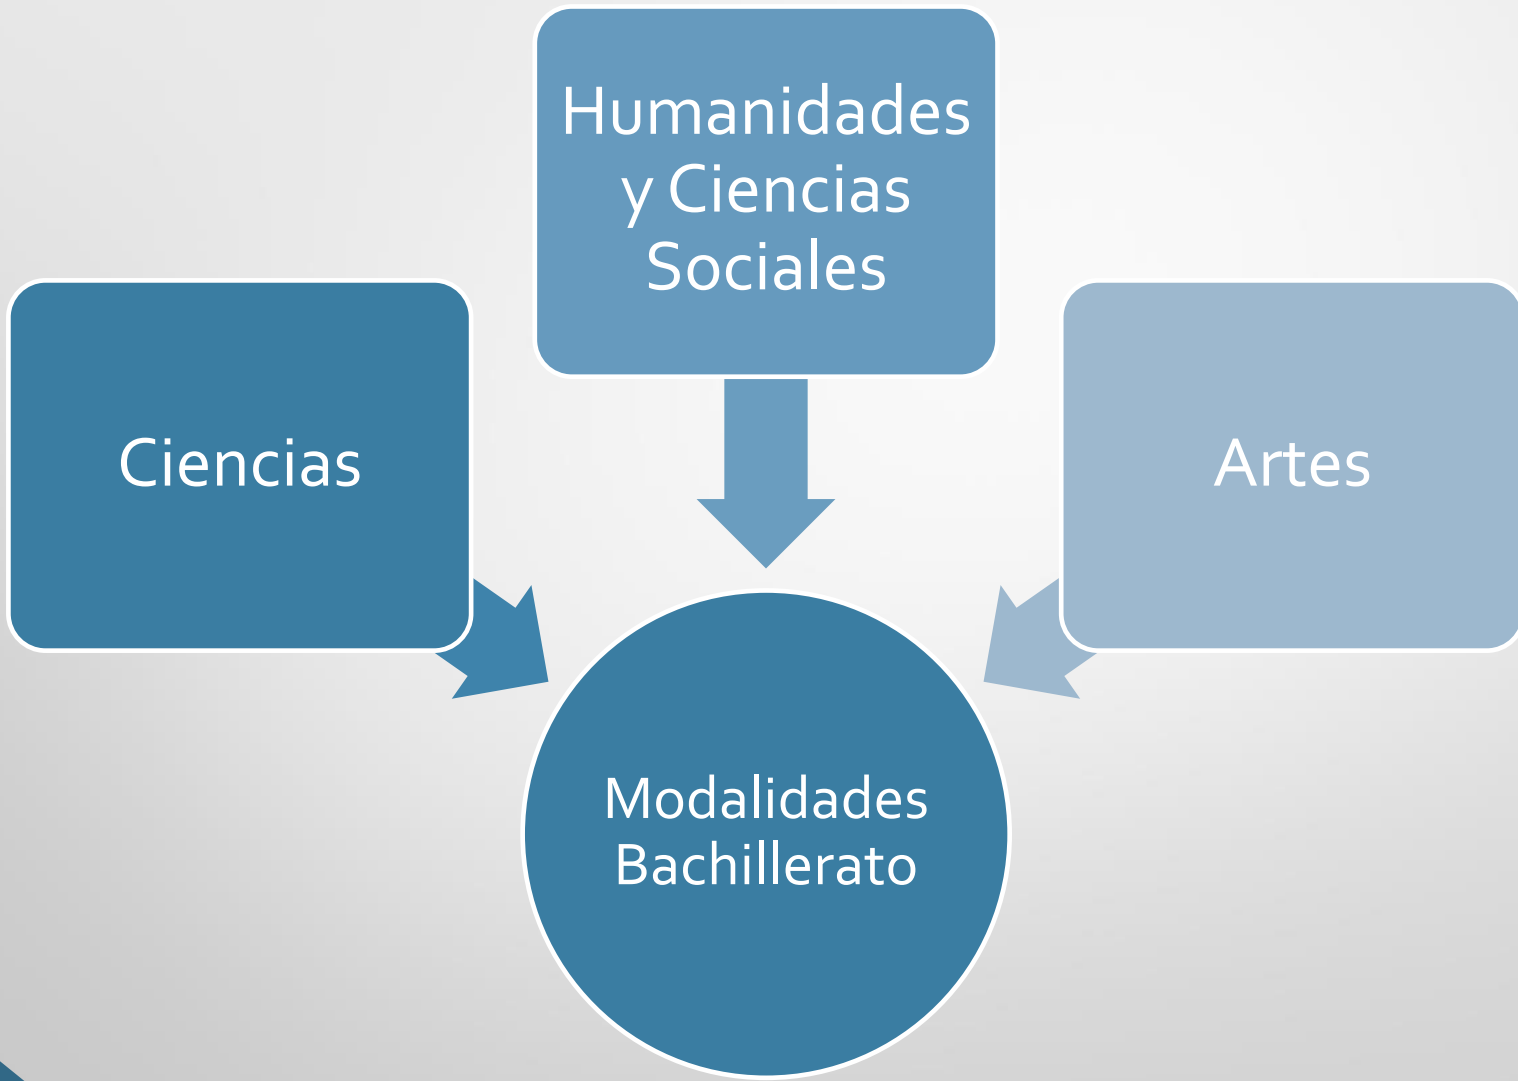 Humanidades
y Ciencias
Sociales
Ciencias
Artes
Modalidades
Bachillerato